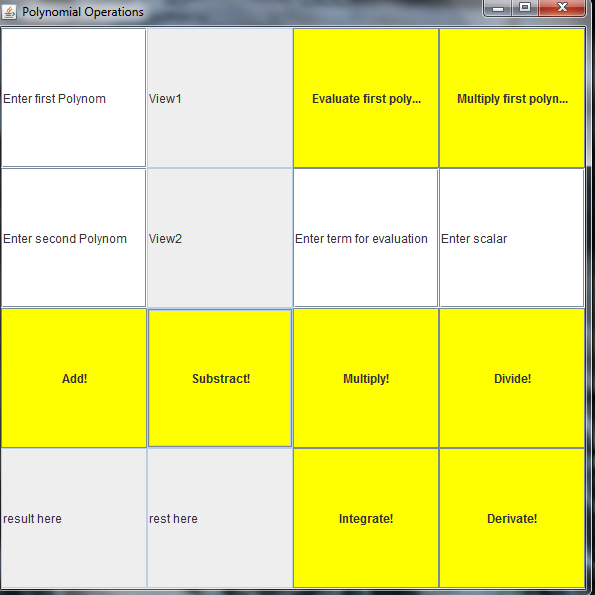 Polynomial Operations
Enter first Polynom
View1
Evaluate first poly...
Multiply first polyn...
Enter second Polynom
View2
Enter term for evaluation
Enter scalar
Add!
Substract!
Multiply!
Divide!
result here
rest here
Integrate!
Derivate!